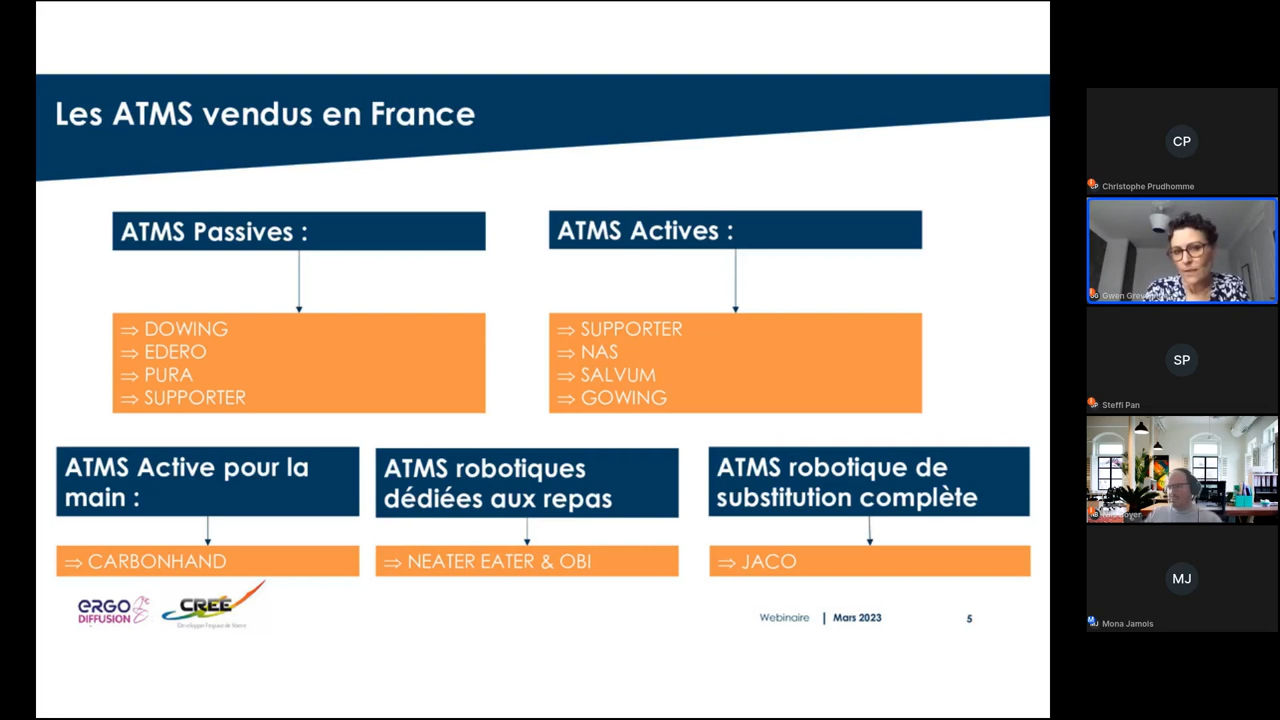 Les ATMS vendus en France
ATMS Passives :
⇒ DOWING
⇒ EDERO
⇒ PURA
⇒ SUPPORTER
ATMS Actives :
⇒ SUPPORTER
⇒ NAS
⇒ SALVUM
⇒ GOWING
ATMS Active pour la
main :
⇒ CARBONHAND
ATMS robotiques
dédiées aux repas
⇒ NEATER EATER & OBI
ATMS robotique de
substitution complète
⇒ JACO
ERGO
DIFFUSION
CREE
Webinaire | Mars 2023
5
CP
Christophe Prudhomme
Gwen
SP
Steffi Pan
MJ
Mona Jamois